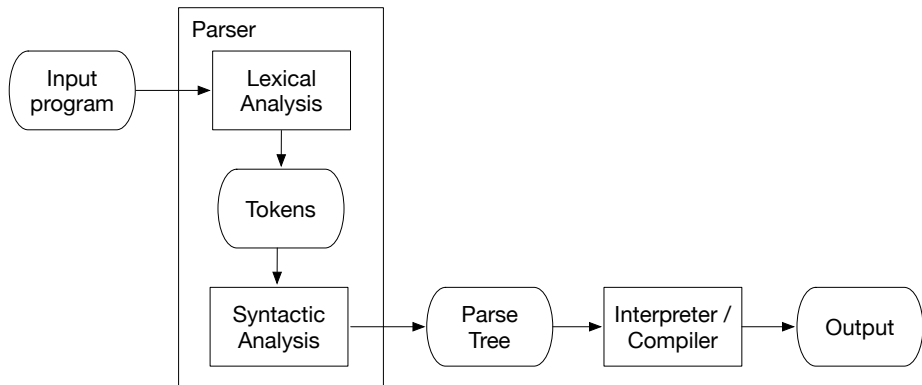 Parser
Input
program
Lexical
Analysis
Tokens
Syntactic
Analysis
Parse
Tree
Interpreter /
Compiler
Output